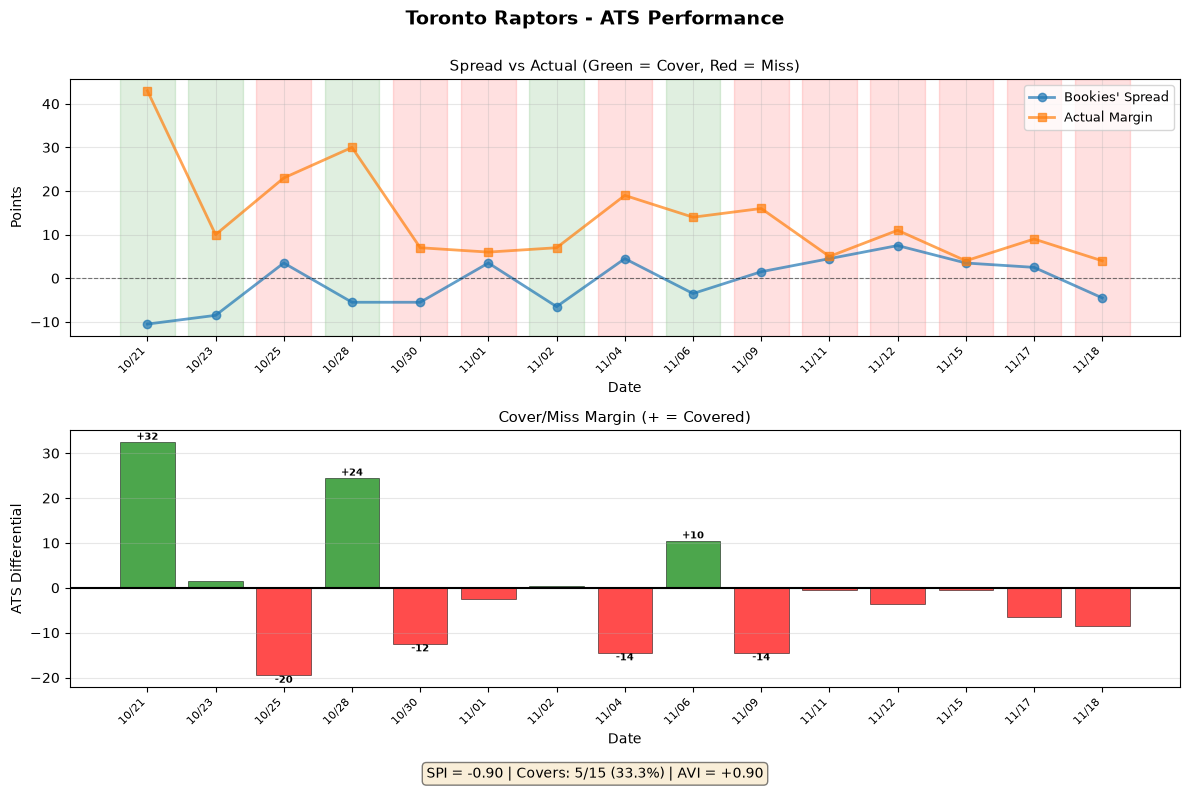 Toronto Raptors - ATS Performance
Spread vs Actual (Green = Cover, Red = Miss)
Points
40
30
20
10
0
−10
Bookies' Spread
Actual Margin
10/21 10/23 10/25 10/28 10/30 11/01 11/02 11/04 11/06 11/09 11/11 11/12 11/15 11/17 11/18
Date
Cover/Miss Margin (+ = Covered)
ATS Differential
30
20
10
0
−10
−20
+32
+24
+10
-20
-12
-14
-14
10/21 10/23 10/25 10/28 10/30 11/01 11/02 11/04 11/06 11/09 11/11 11/12 11/15 11/17 11/18
Date
SPI = -0.90 | Covers: 5/15 (33.3%) | AVI = +0.90